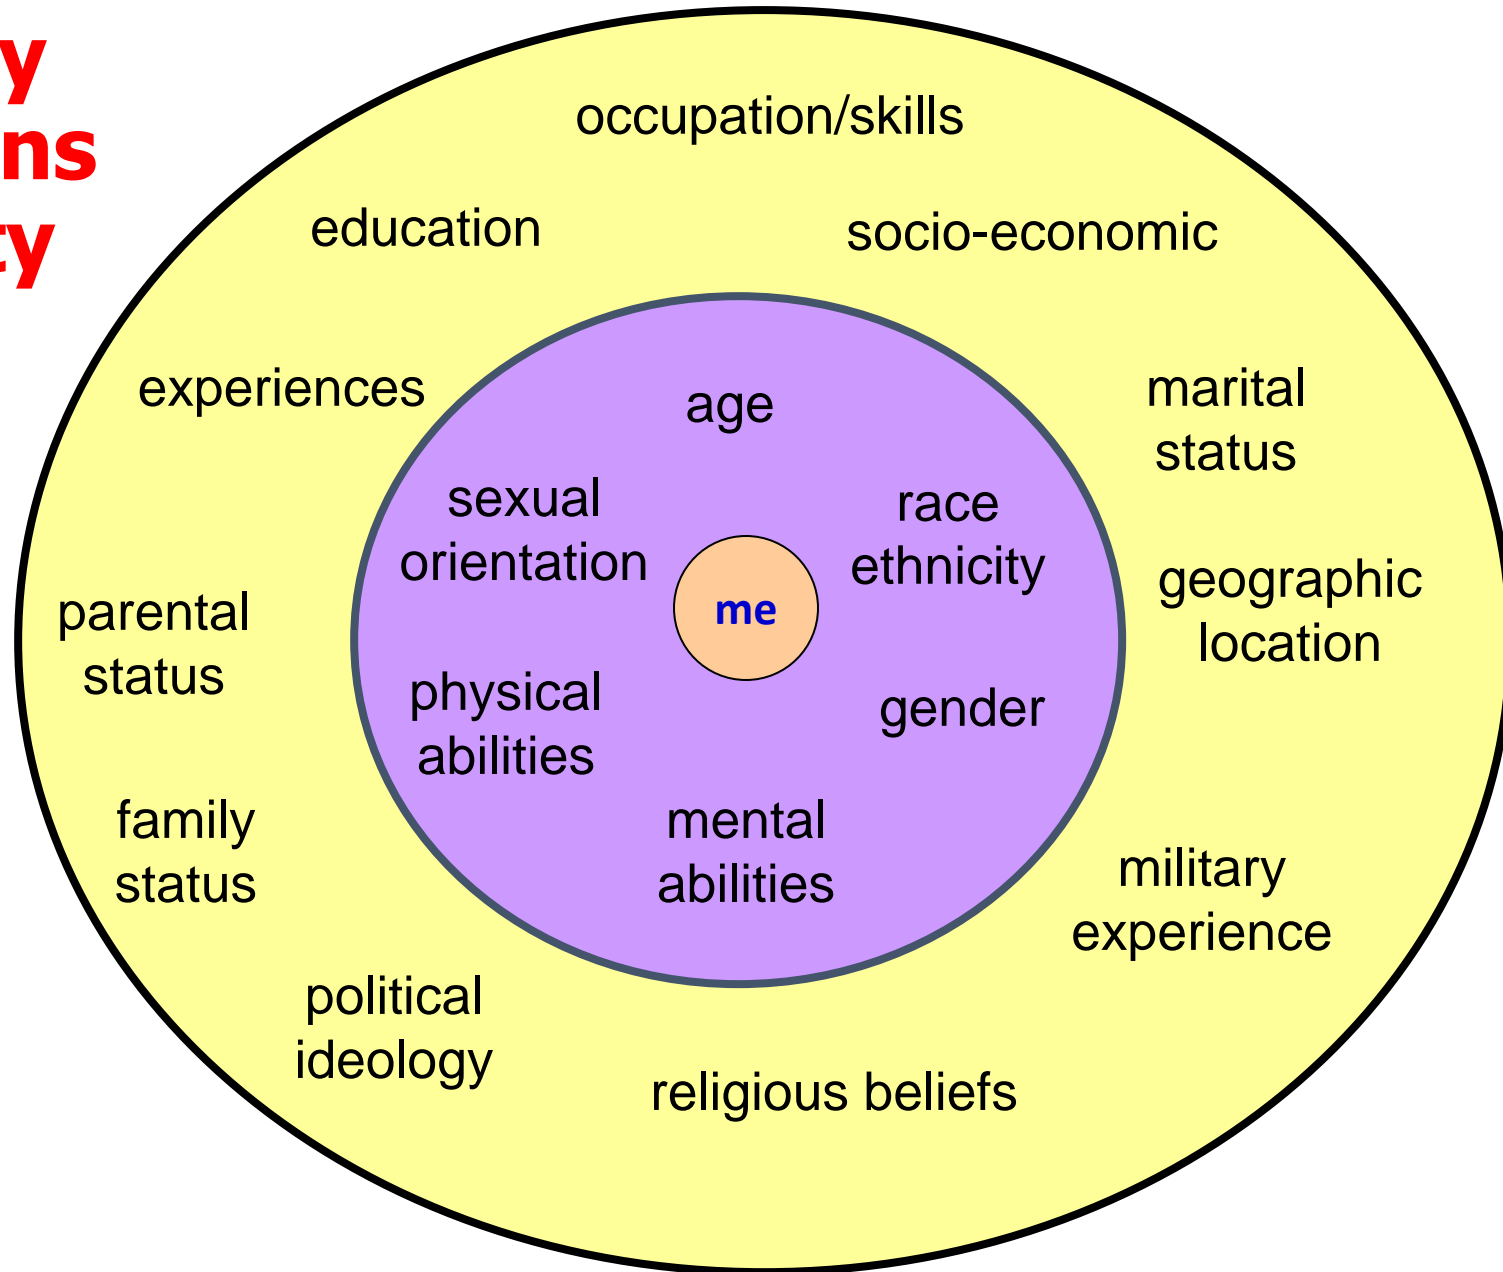 y
ns
ty
occupation/skills
education
socio-economic
experiences
age
marital
status
sexual
orientation
race
ethnicity
me
geographic
location
parental
status
physical
abilities
gender
family
status
mental
abilities
military
experience
political
ideology
religious beliefs